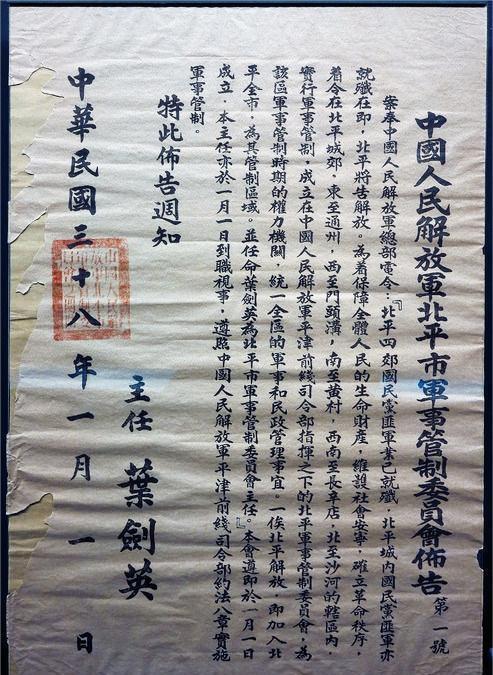 中國人民解放軍北平市軍事管制委員會佈告 第一號
案奉中國人民解放軍總部電令：『北平四郊國民黨匪軍業已就殲，北平城內國民黨匪軍亦
就殲在即，北平將告解放。為着保障全體人民的生命財產，維護社會安寧，確立革命秩序，
着令在北平城郊，東至通州，西至門頭溝，南至黄村，西南至長辛店，北至沙河的轄區內，
實行軍事管制，成立在中國人民解放軍平津前綫司令部指揮之下的北平軍事管制委員會，為
該區軍事管制時期的權力機關，統一全區的軍事和民政管理事宜。一俟北平解放，即加入北
平全市，為其管制區域。並任命葉劍英為北平市軍事管制委員會主任。』本會遵即於一月一日
成立．本主任亦於一月一日到職視事，遵照中國人民解放軍平津前綫司令部約法八章實施
軍事管制。
特此佈告週知
主任 葉劍英
中華民國三十八年一月一日